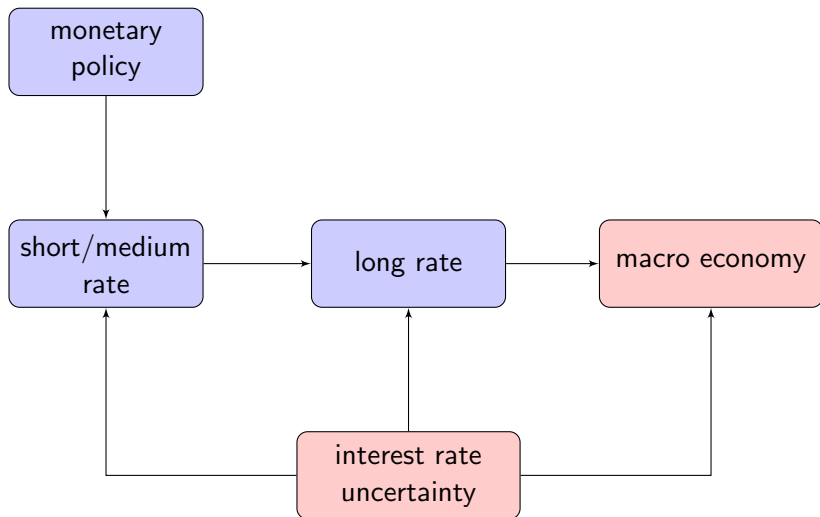 monetary
policy
short/medium
rate
long rate
macro economy
interest rate
uncertainty